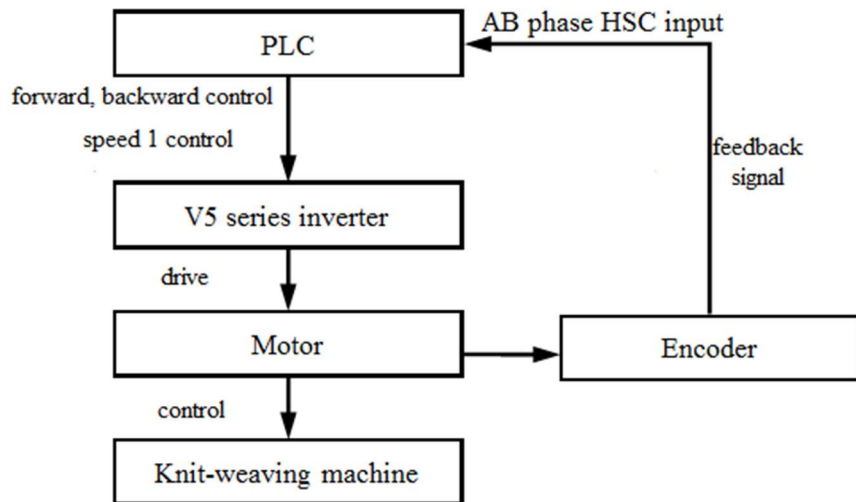 PLC
AB phase HSC input
forward, backward control
speed 1 control
feedback
signal
V5 series inverter
drive
Motor
Encoder
control
Knit-weaving machine